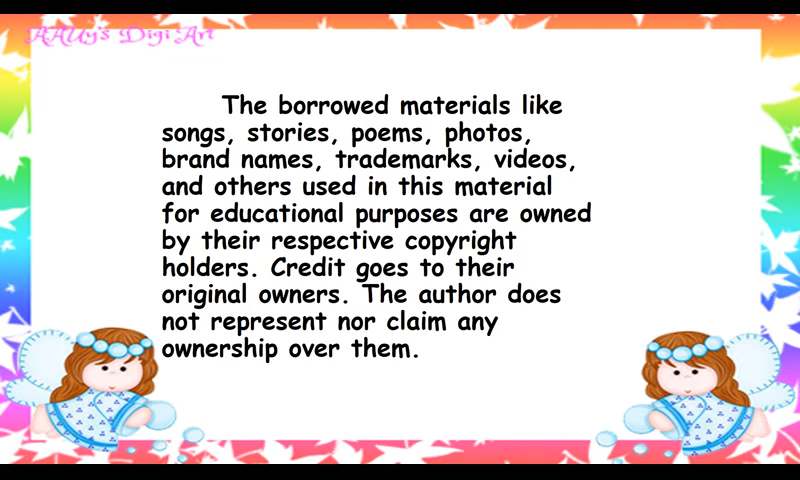 AAUy's Digi Art
The borrowed materials like
songs, stories, poems, photos,
brand names, trademarks, videos,
and others used in this material
for educational purposes are owned
by their respective copyright
holders. Credit goes to their
original owners. The author does
not represent nor claim any
ownership over them.